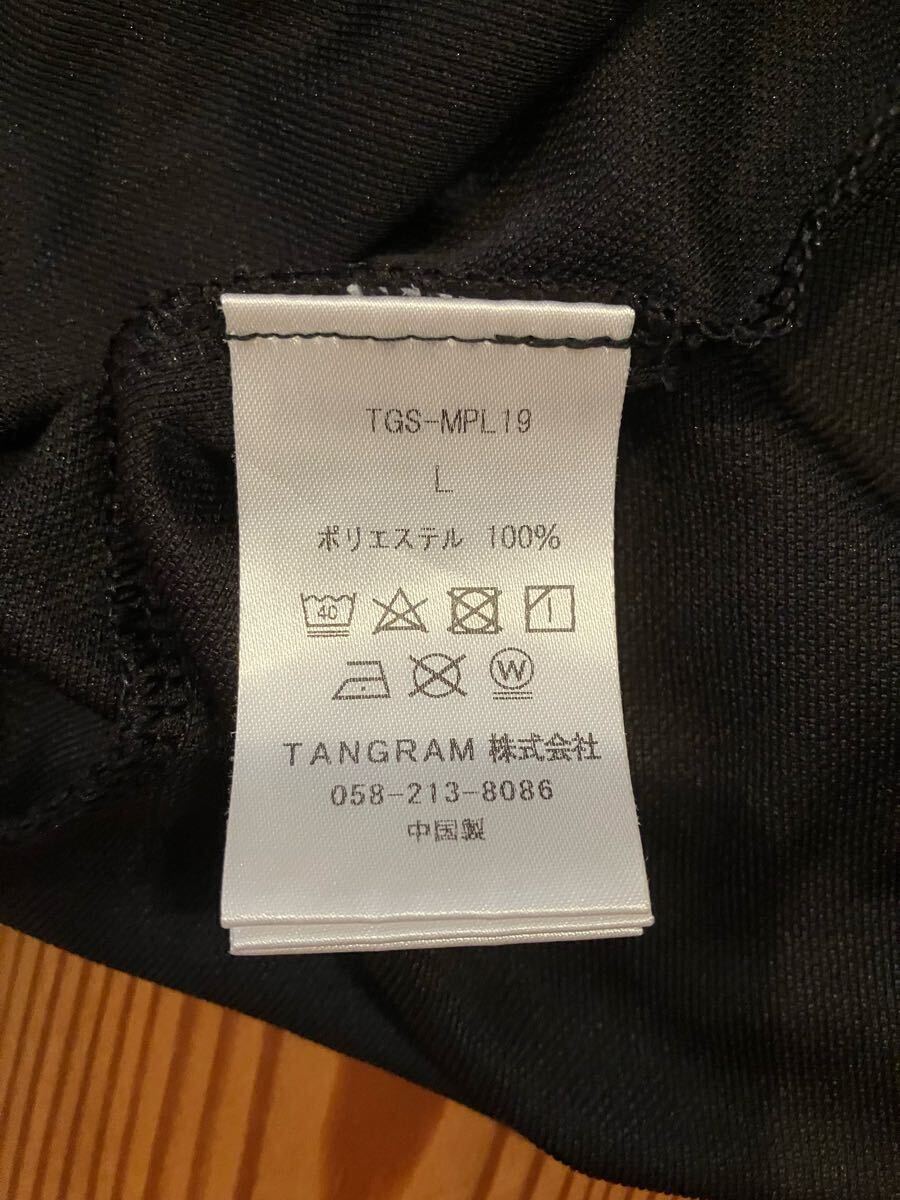 TGS-MPL19
L
ポリエステル 100%
40
W
TANGRAM 株式会社
058-213-8086
中国製